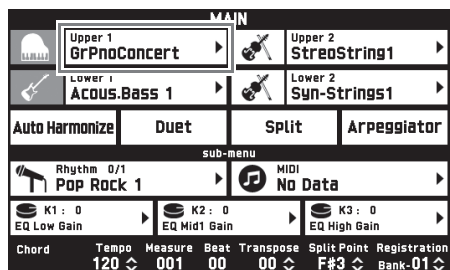 MAIN
Upper 1
GrPnoConcert
Upper 2
StreoString1
Lower 1
Acous.Bass 1
Lower 2
Syn-Strings1
Auto Harmonize
Duet
Split
Arpeggiator
sub-menu
Rhythm 0/1
Pop Rock 1
MIDI
No Data
K1 : 0
EQ Low Gain
K2 : 0
EQ Mid1 Gain
K3 : 0
EQ High Gain
Chord Tempo Measure Beat Transpose Split Point Registration
120 001 00 00 F#3 Bank-01